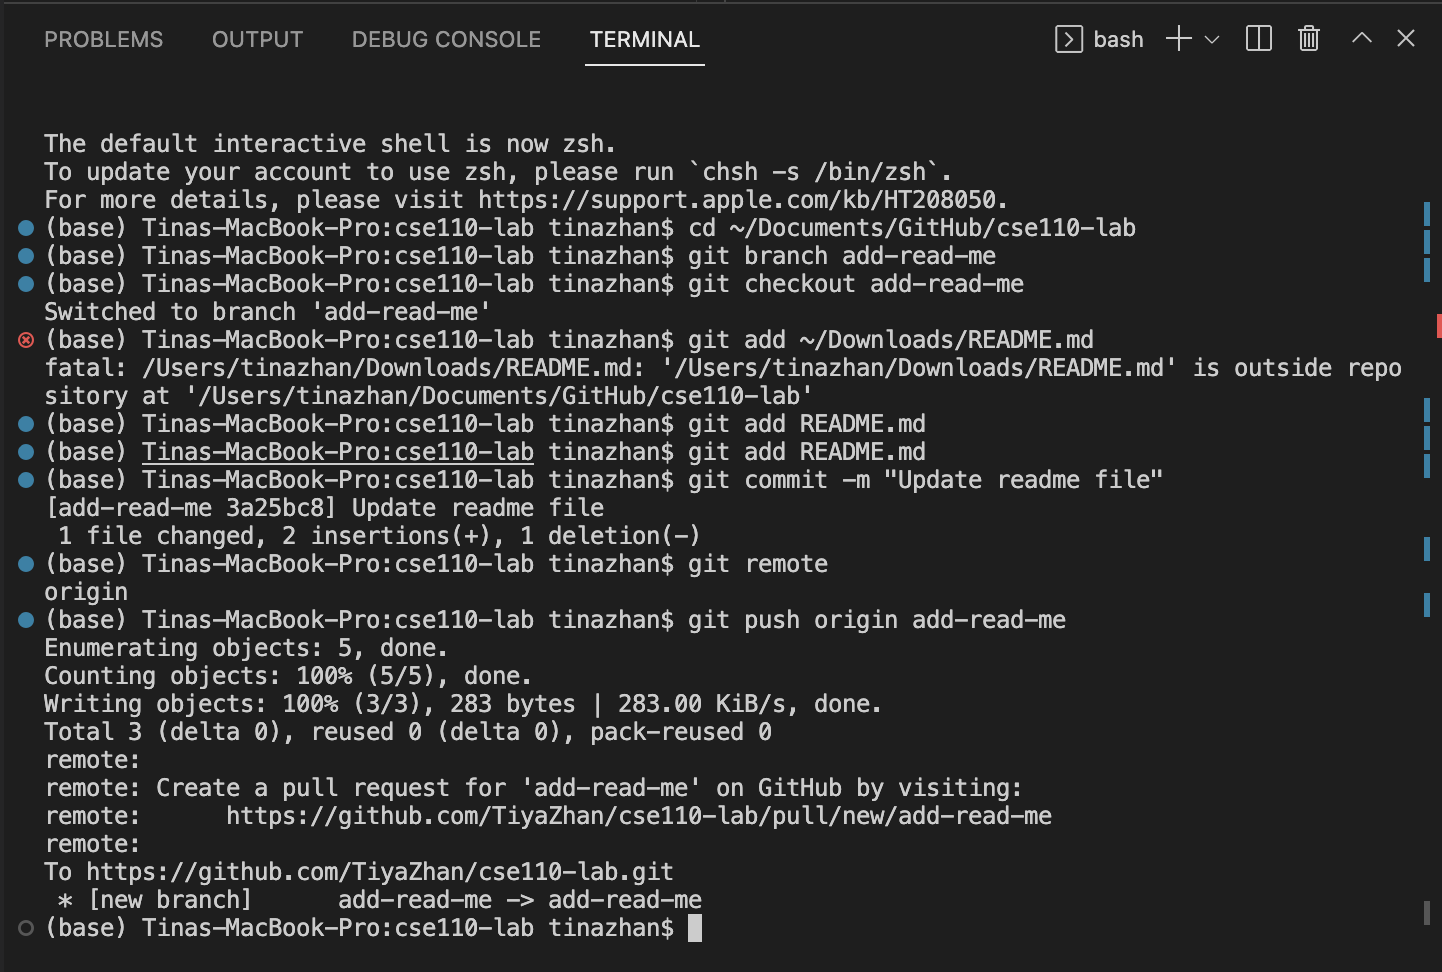 PROBLEMS OUTPUT DEBUG CONSOLE TERMINAL bash
The default interactive shell is now zsh.
To update your account to use zsh, please run `chsh -s /bin/zsh`.
For more details, please visit https://support.apple.com/kb/HT208050.
(base) Tinas-MacBook-Pro:cse110-lab tinazhan$ cd ~/Documents/GitHub/cse110-lab
(base) Tinas-MacBook-Pro:cse110-lab tinazhan$ git branch add-read-me
(base) Tinas-MacBook-Pro:cse110-lab tinazhan$ git checkout add-read-me
Switched to branch 'add-read-me'
(base) Tinas-MacBook-Pro:cse110-lab tinazhan$ git add ~/Downloads/README.md
fatal: /Users/tinazhan/Downloads/README.md: '/Users/tinazhan/Downloads/README.md' is outside repo
sitory at '/Users/tinazhan/Documents/GitHub/cse110-lab'
(base) Tinas-MacBook-Pro:cse110-lab tinazhan$ git add README.md
(base) Tinas-MacBook-Pro:cse110-lab tinazhan$ git add README.md
(base) Tinas-MacBook-Pro:cse110-lab tinazhan$ git commit -m "Update readme file"
[add-read-me 3a25bc8] Update readme file
 1 file changed, 2 insertions(+), 1 deletion(-)
(base) Tinas-MacBook-Pro:cse110-lab tinazhan$ git remote
origin
(base) Tinas-MacBook-Pro:cse110-lab tinazhan$ git push origin add-read-me
Enumerating objects: 5, done.
Counting objects: 100% (5/5), done.
Writing objects: 100% (3/3), 283 bytes | 283.00 KiB/s, done.
Total 3 (delta 0), reused 0 (delta 0), pack-reused 0
remote:
remote: Create a pull request for 'add-read-me' on GitHub by visiting:
remote:      https://github.com/TiyaZhan/cse110-lab/pull/new/add-read-me
remote:
To https://github.com/TiyaZhan/cse110-lab.git
 * [new branch]      add-read-me -> add-read-me
(base) Tinas-MacBook-Pro:cse110-lab tinazhan$